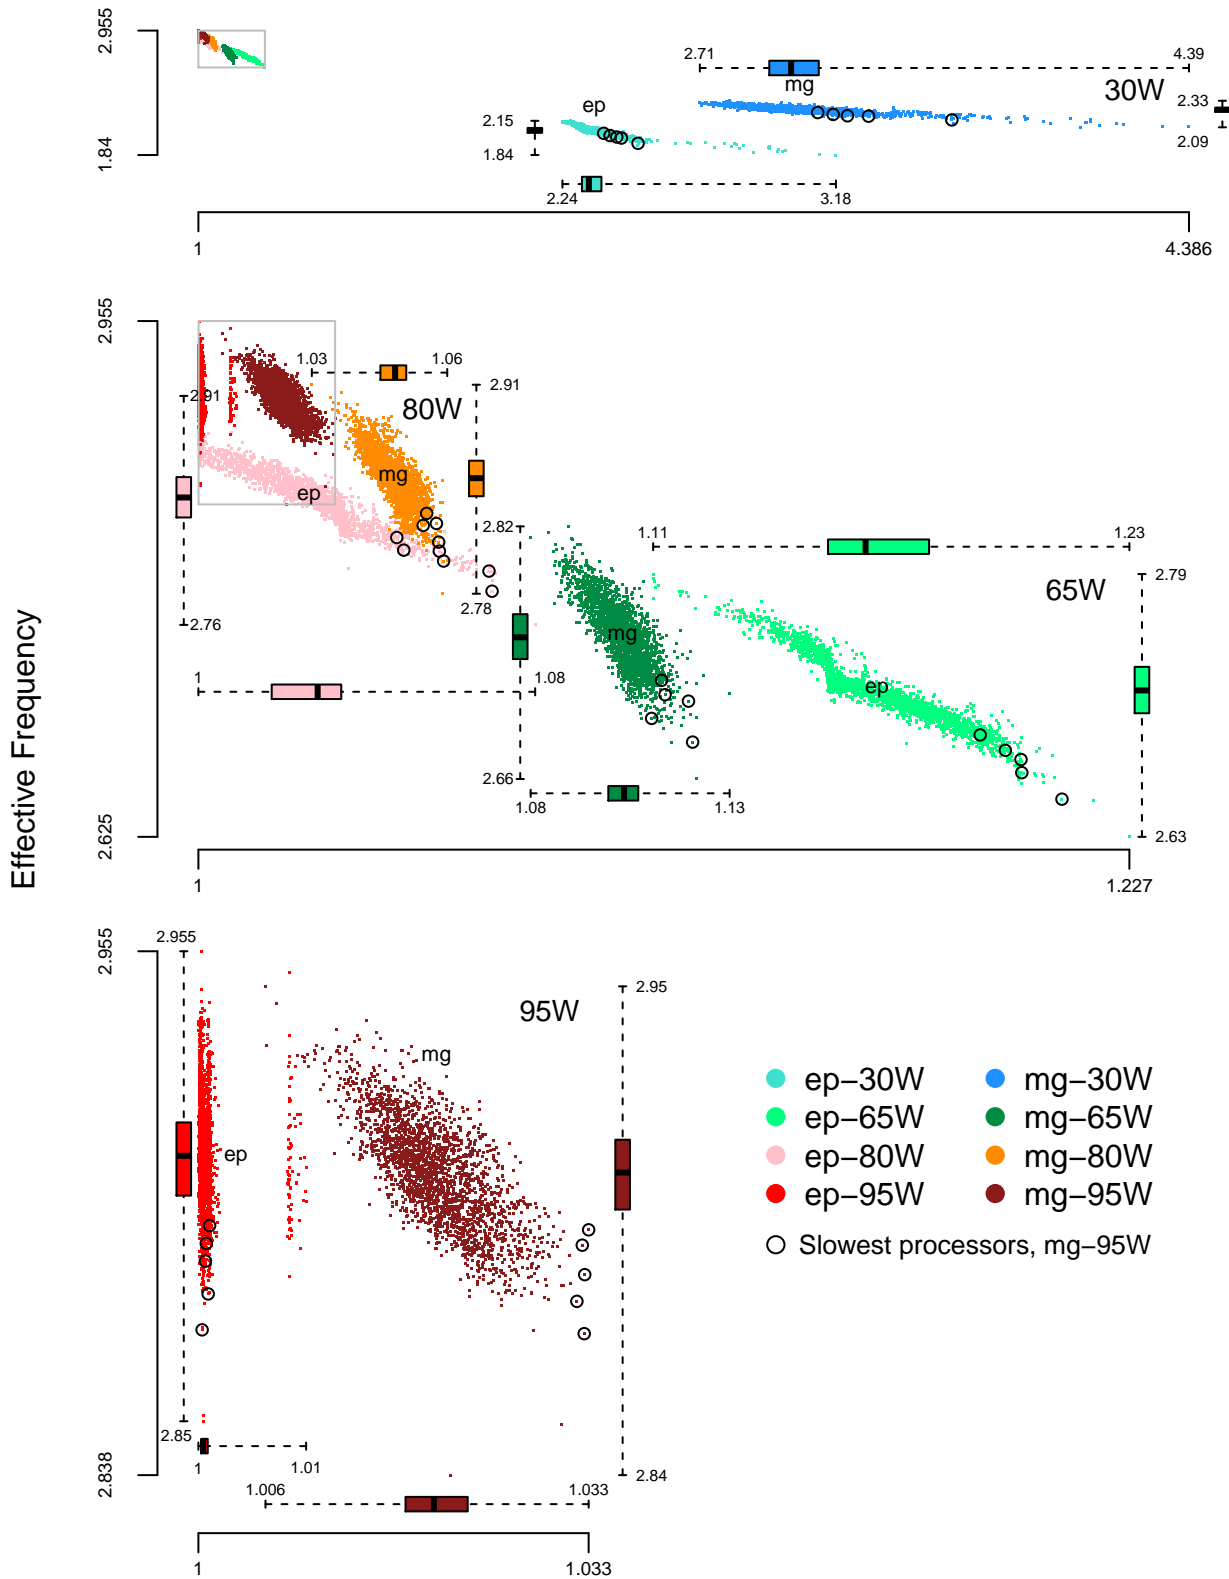 2.955
1.84
2.71
4.39
mg
30W
2.33
2.09
ep
2.15
1.84
2.24
3.18
1
4.386
Effective Frequency
2.955
2.625
1.03
1.06
2.91
80W
2.91
mg
ep
2.82
1.11
1.23
2.78
65W
2.79
2.76
mg
1
1.08
ep
2.66
1.08
1.13
2.63
1
1.227
2.955
2.838
2.955
95W
2.95
mg
ep
2.85
1
1.01
2.84
1.006
1.033
1
1.033
ep−30W
mg−30W
ep−65W
mg−65W
ep−80W
mg−80W
ep−95W
mg−95W
Slowest processors, mg−95W